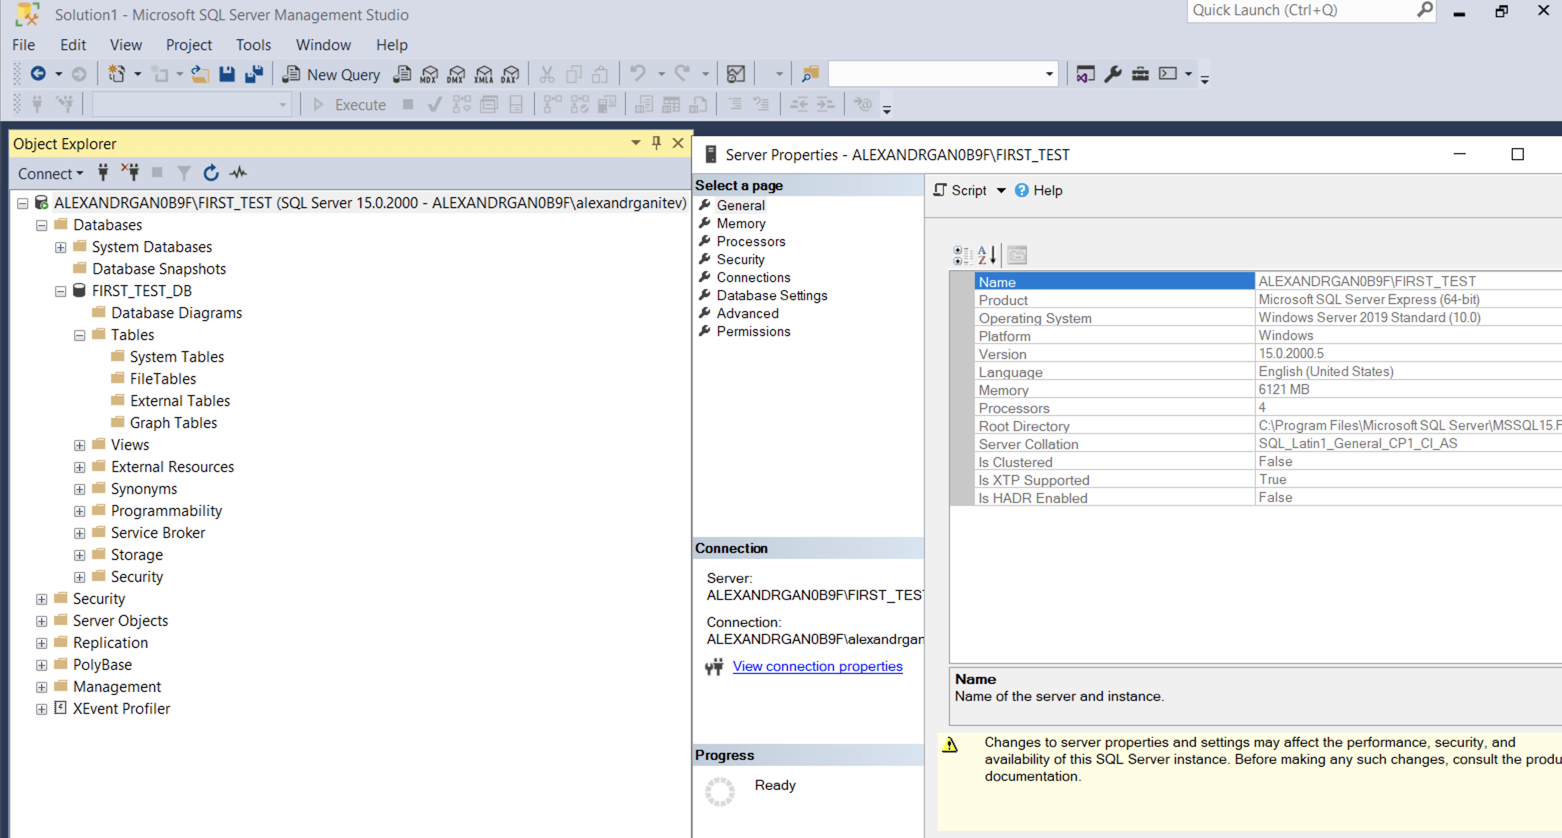 Solution1 - Microsoft SQL Server Management Studio
Quick Launch (Ctrl+Q)
File Edit View Project Tools Window Help
New Query MDX DMX XMLA DAX
Execute
Object Explorer
Connect
ALEXANDRGAN0B9F\FIRST_TEST (SQL Server 15.0.2000 - ALEXANDRGAN0B9F\alexandrganitev)
Databases
System Databases
Database Snapshots
FIRST_TEST_DB
Database Diagrams
Tables
System Tables
FileTables
External Tables
Graph Tables
Views
External Resources
Synonyms
Programmability
Service Broker
Storage
Security
Security
Server Objects
Replication
PolyBase
Management
XEvent Profiler
Server Properties - ALEXANDRGAN0B9F\FIRST_TEST
Select a page
General
Memory
Processors
Security
Connections
Database Settings
Advanced
Permissions
Connection
Server:
ALEXANDRGAN0B9F\FIRST_TES
Connection:
ALEXANDRGAN0B9F\alexandrgan
View connection properties
Progress
Ready
Script Help
Name ALEXANDRGAN0B9F\FIRST_TEST
Product Microsoft SQL Server Express (64-bit)
Operating System Windows Server 2019 Standard (10.0)
Platform Windows
Version 15.0.2000.5
Language English (United States)
Memory 6121 MB
Processors 4
Root Directory C:\Program Files\Microsoft SQL Server\MSSQL15.F
Server Collation SQL_Latin1_General_CP1_CI_AS
Is Clustered False
Is XTP Supported True
Is HADR Enabled False
Name
Name of the server and instance.
Changes to server properties and settings may affect the performance, security, and
availability of this SQL Server instance. Before making any such changes, consult the produ
documentation.